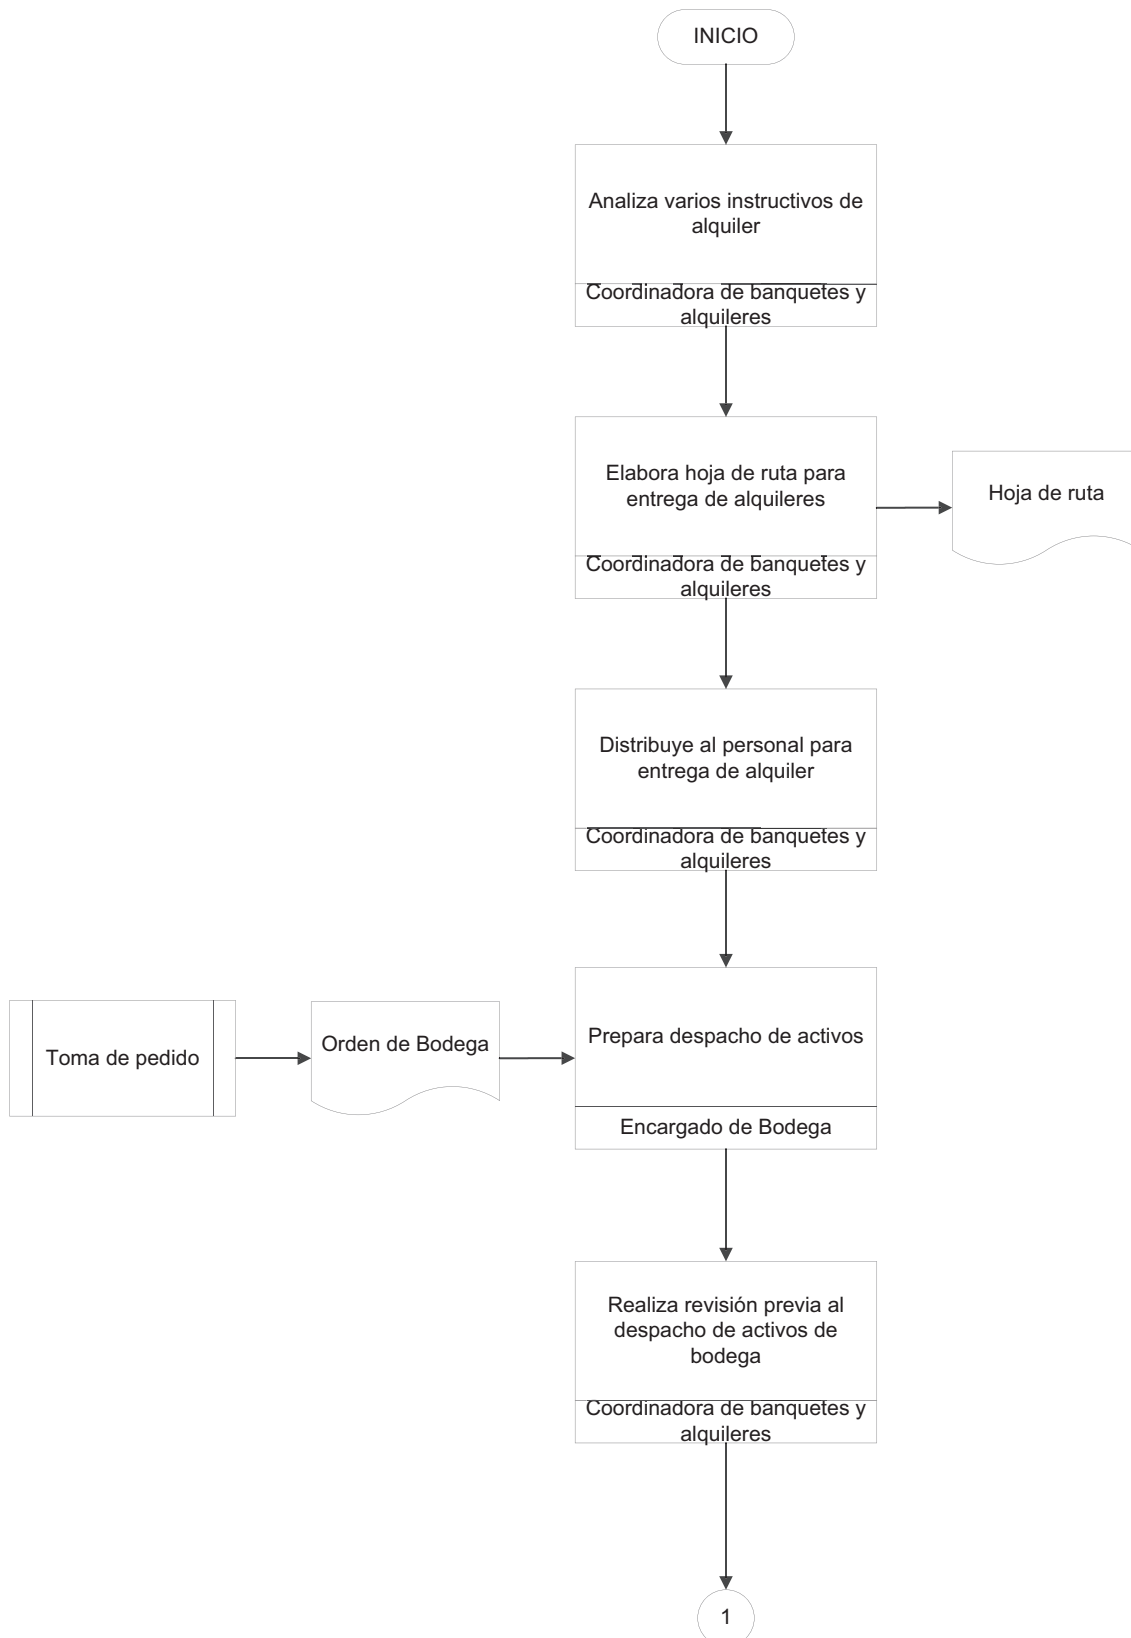 INICIO
Analiza varios instructivos de
alquiler
Coordinadora de banquetes y
alquileres
Elabora hoja de ruta para
entrega de alquileres
Coordinadora de banquetes y
alquileres
Hoja de ruta
Distribuye al personal para
entrega de alquiler
Coordinadora de banquetes y
alquileres
Toma de pedido
Orden de Bodega
Prepara despacho de activos
Encargado de Bodega
Realiza revisión previa al
despacho de activos de
bodega
Coordinadora de banquetes y
alquileres
1